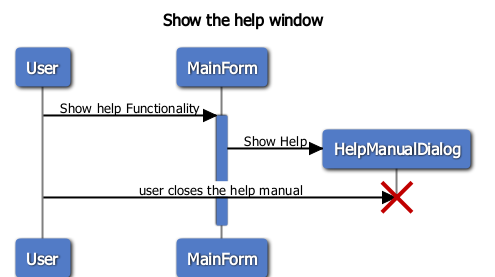 Show the help window
User
MainForm
Show help Functionality
Show Help
HelpManualDialog
user closes the help manual
User
MainForm